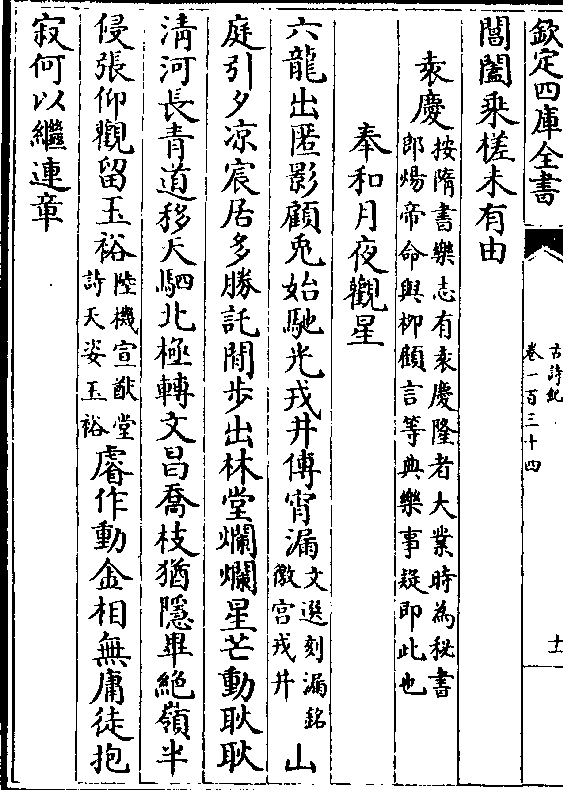 欽定四庫全書
古詩紀
卷一百三十四
十
閶闔乘槎未有由
袁慶
按隋書樂志有袁慶隆者大業時為秘書
郎煬帝命與柳顧言等典樂事疑即此也
奉和月夜觀星
六龍出匿影顧兎始馳光戎井傳宵漏
文選刻漏銘
徼宮戎井
山
庭引夕凉宸居多勝託閒步出林堂爛爛星芒動耿耿
清河長青道移天駟北極轉文昌喬枝猶隱畢絕嶺半
侵張仰觀留玉裕
陸機宣猷堂
詩天姿玉裕
睿作動金相無庸徒抱
寂何以繼連章